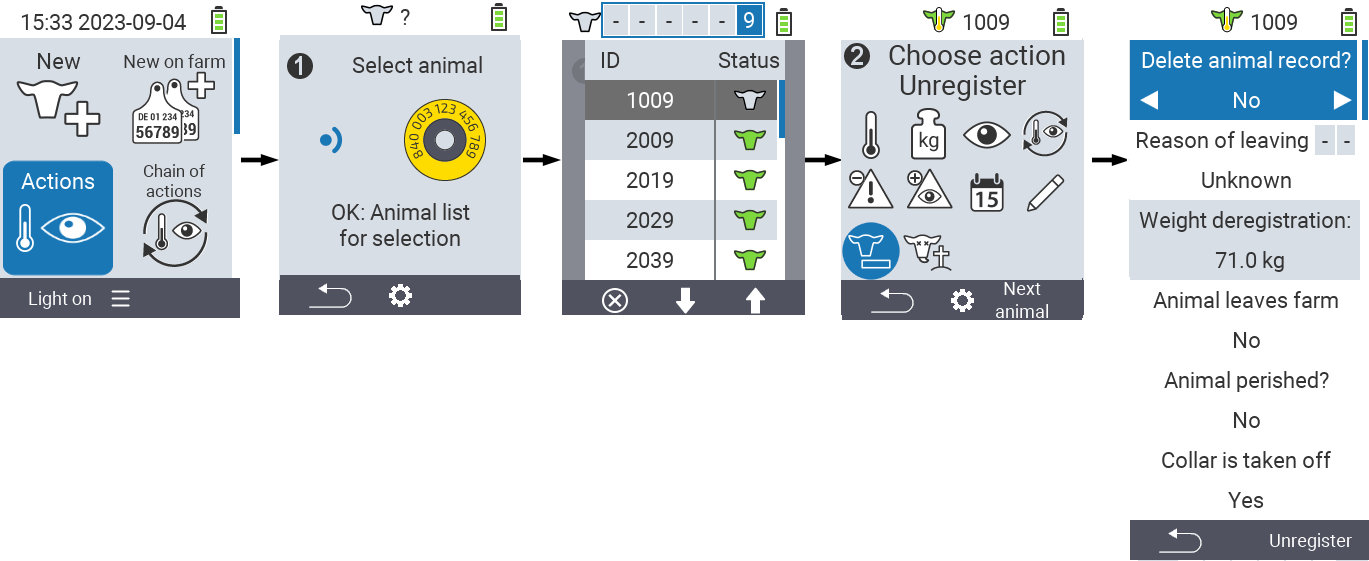 15:33 2023-09-04
New
New on farm
DE 01 234
56789
234
39
Actions
Chain of
actions
Light on
?
1
Select animal
840 003 123 456 789
OK: Animal list
for selection
- - - - - 9
ID Status
1009
2009
2019
2029
2039
1009
2 Choose action
Unregister
kg
15
Next
animal
1009
Delete animal record?
No
Reason of leaving - -
Unknown
Weight deregistration:
71.0 kg
Animal leaves farm
No
Animal perished?
No
Collar is taken off
Yes
Unregister